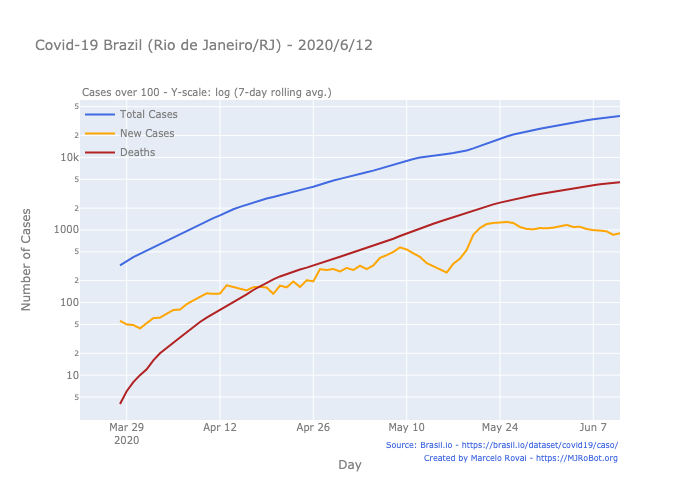 Covid-19 Brazil (Rio de Janeiro/RJ) - 2020/6/12
Cases over 100 - Y-scale: log (7-day rolling avg.)
Total Cases
New Cases
Deaths
5
2
10k
5
2
1000
5
2
100
5
2
10
5
Number of Cases
Mar 29
2020
Apr 12
Apr 26
May 10
May 24
Jun 7
Day
Source: Brasil.io - https://brasil.io/dataset/covid19/caso/
Created by Marcelo Rovai - https://MJRoBot.org